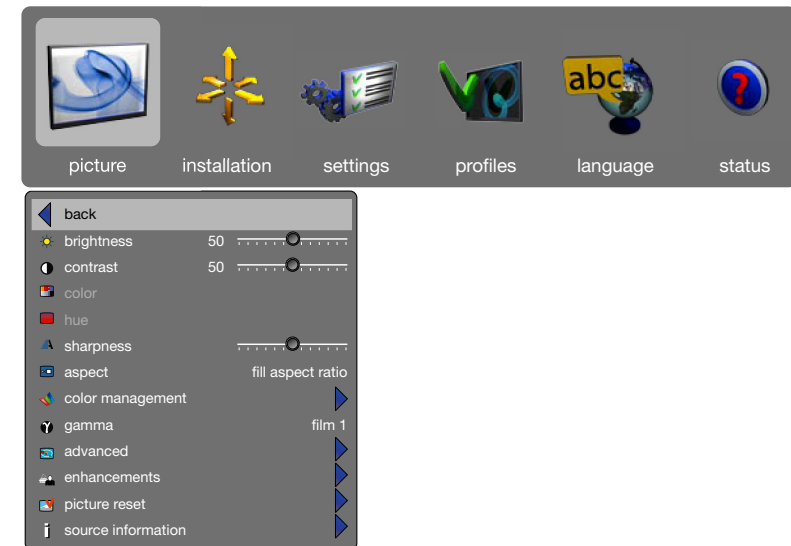 abc
picture installation settings profiles language status
back
brightness 50
contrast 50
color
hue
sharpness
aspect fill aspect ratio
color management
gamma film 1
advanced
enhancements
picture reset
source information